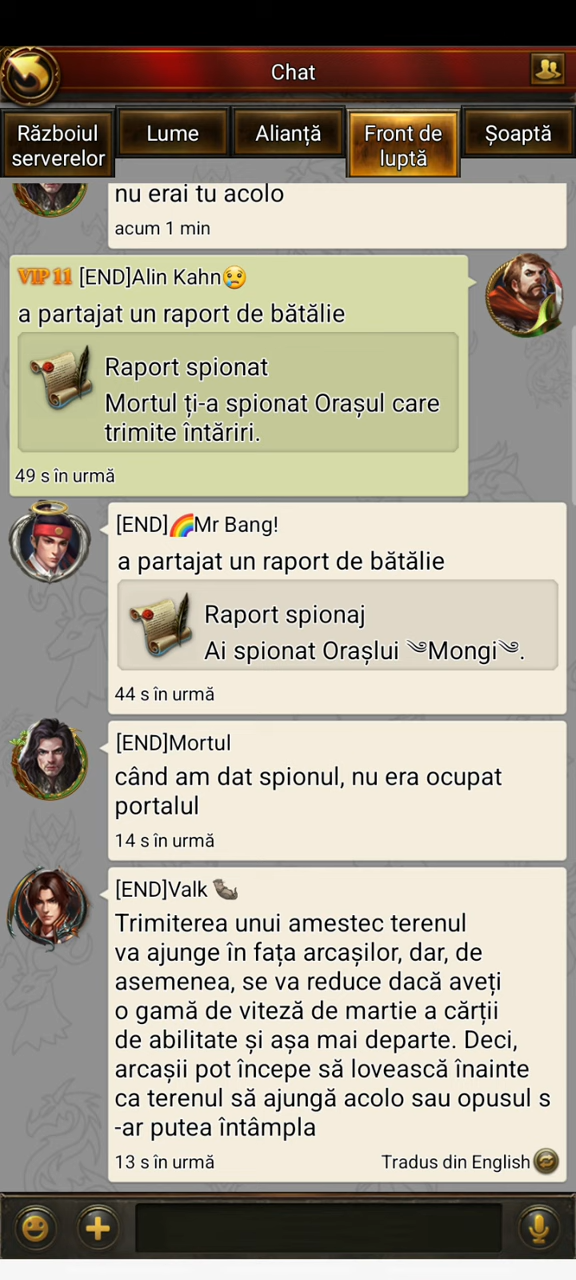 Chat
Războiul
serverelor
Lume
Alianță
Front de
luptă
Șoaptă
nu erai tu acolo
acum 1 min
VIP 11 [END]Alin Kahn😢
a partajat un raport de bătălie
Raport spionat
Mortul ți-a spionat Orașul care
trimite întăriri.
49 s în urmă
[END]🌈Mr Bang!
a partajat un raport de bătălie
Raport spionaj
Ai spionat Orașlui ༄Mongi༄.
44 s în urmă
[END]Mortul
când am dat spionul, nu era ocupat
portalul
14 s în urmă
[END]Valk 🦦
Trimiterea unui amestec terenul
va ajunge în fața arcașilor, dar, de
asemenea, se va reduce dacă aveți
o gamă de viteză de martie a cărții
de abilitate și așa mai departe. Deci,
arcașii pot începe să lovească înainte
ca terenul să ajungă acolo sau opusul s
-ar putea întâmpla
13 s în urmă
Tradus din English